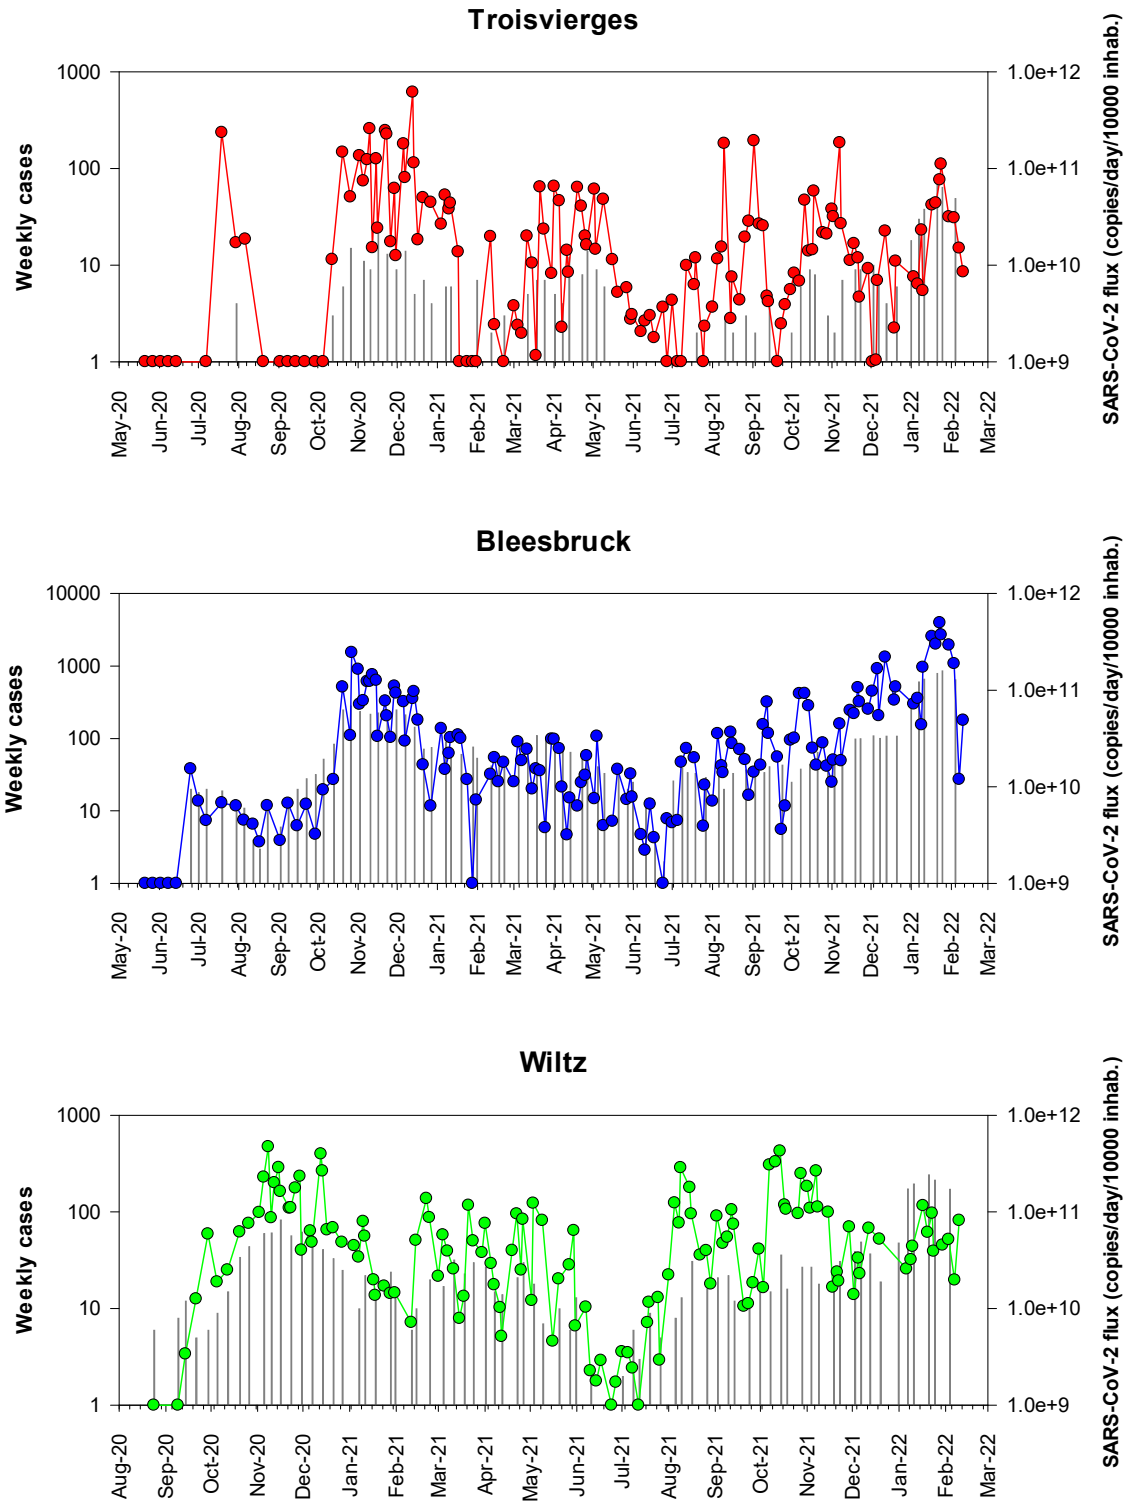 Troisvierges
Weekly cases
1000
100
10
1
1.0e+12
1.0e+11
1.0e+10
1.0e+9
SARS-CoV-2 flux (copies/day/10000 inhab.)
May-20 Jun-20 Jul-20 Aug-20 Sep-20 Oct-20 Nov-20 Dec-20 Jan-21 Feb-21 Mar-21 Apr-21 May-21 Jun-21 Jul-21 Aug-21 Sep-21 Oct-21 Nov-21 Dec-21 Jan-22 Feb-22 Mar-22
Bleesbruck
Weekly cases
10000
1000
100
10
1
1.0e+12
1.0e+11
1.0e+10
1.0e+9
SARS-CoV-2 flux (copies/day/10000 inhab.)
May-20 Jun-20 Jul-20 Aug-20 Sep-20 Oct-20 Nov-20 Dec-20 Jan-21 Feb-21 Mar-21 Apr-21 May-21 Jun-21 Jul-21 Aug-21 Sep-21 Oct-21 Nov-21 Dec-21 Jan-22 Feb-22 Mar-22
Wiltz
Weekly cases
1000
100
10
1
1.0e+12
1.0e+11
1.0e+10
1.0e+9
SARS-CoV-2 flux (copies/day/10000 inhab.)
Aug-20 Sep-20 Oct-20 Nov-20 Dec-20 Jan-21 Feb-21 Mar-21 Apr-21 May-21 Jun-21 Jul-21 Aug-21 Sep-21 Oct-21 Nov-21 Dec-21 Jan-22 Feb-22 Mar-22